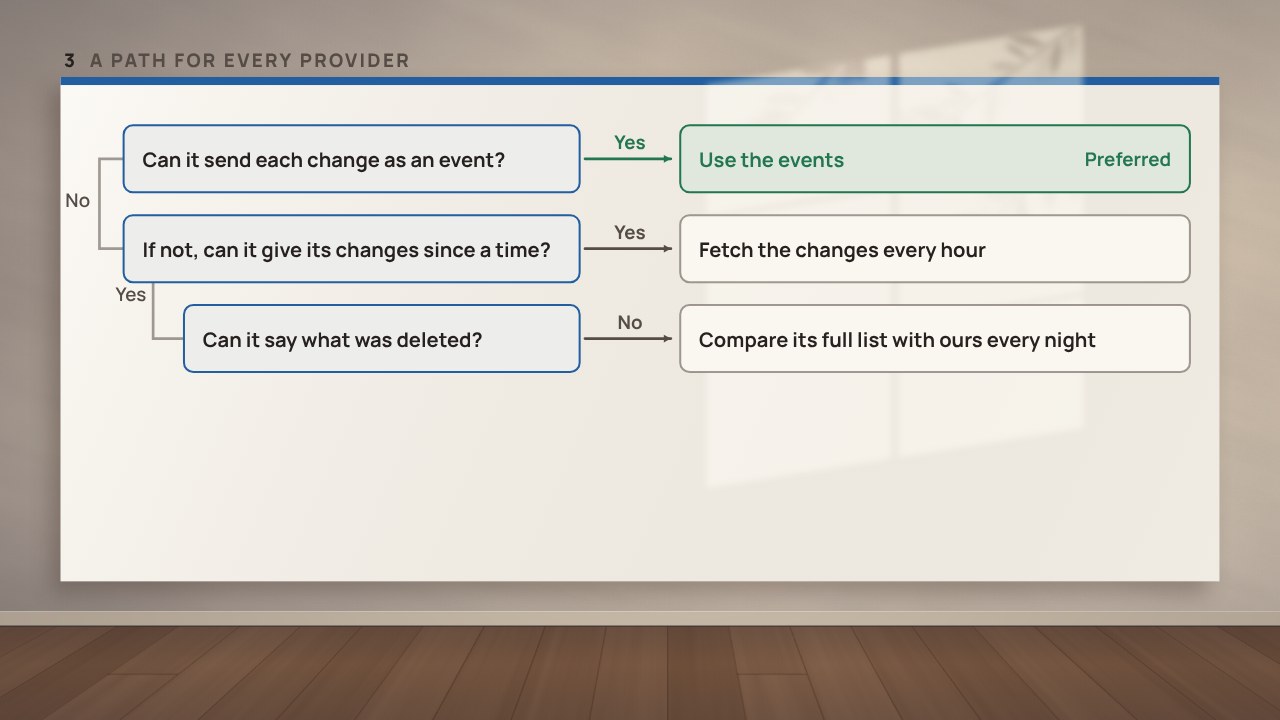 3 A PATH FOR EVERY PROVIDER
Can it send each change as an event?
Yes
Use the events
Preferred
No
If not, can it give its changes since a time?
Yes
Fetch the changes every hour
Yes
Can it say what was deleted?
No
Compare its full list with ours every night